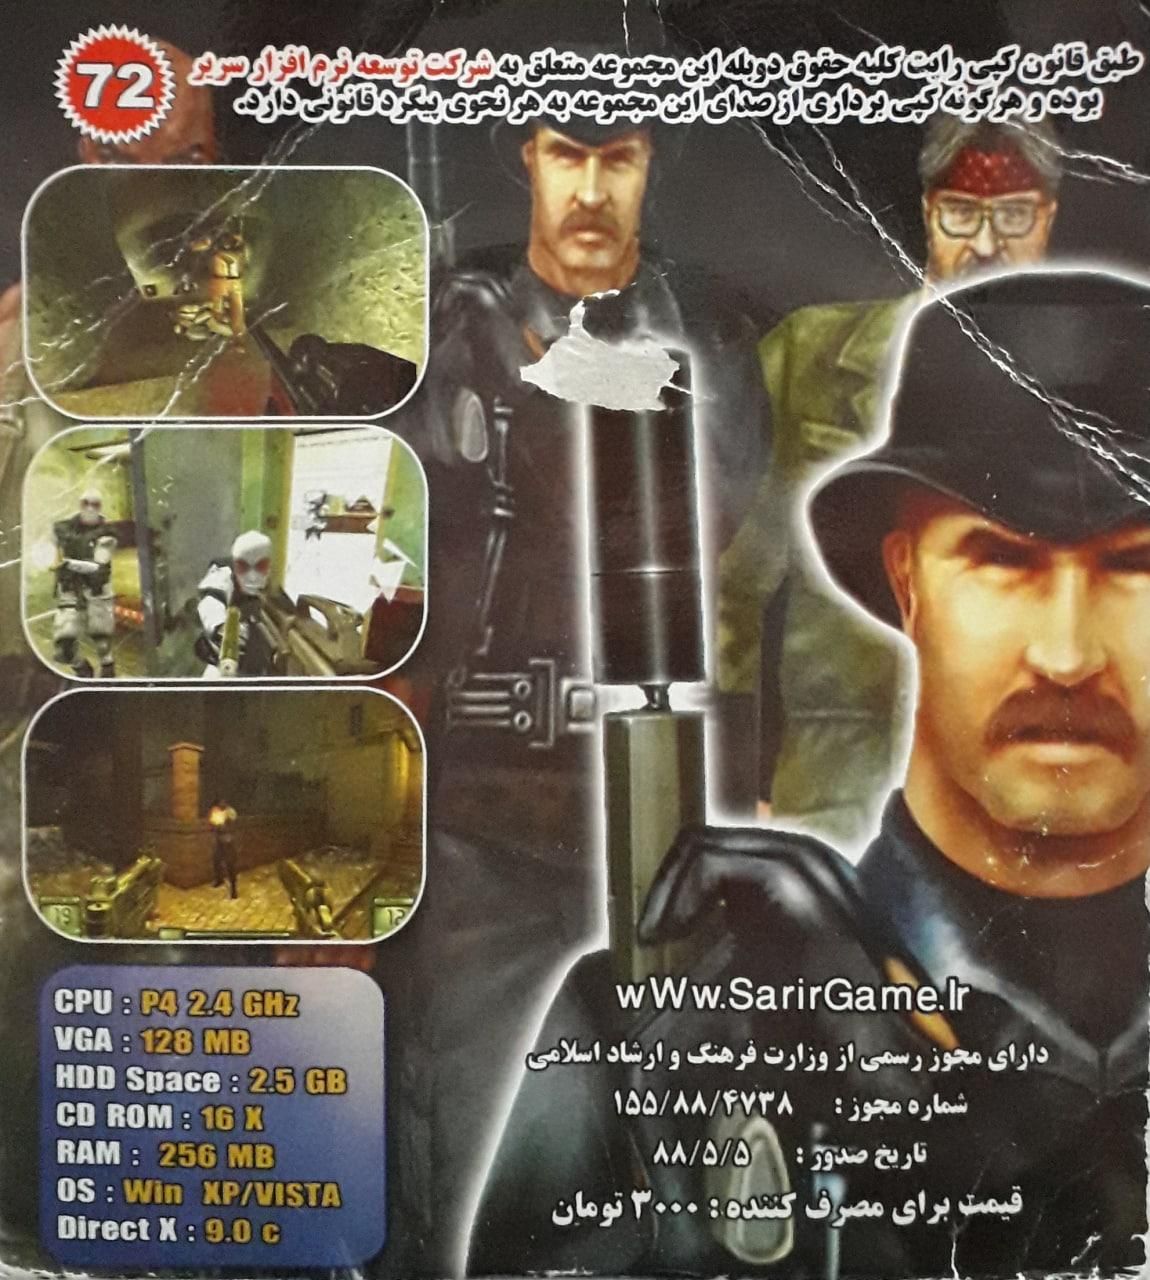 72
طبق قانون کپی رایت کلیه حقوق دوبله این مجموعه متعلق به شرکت توسعه نرم افزار سریر
بوده و هرگونه کپی برداری از صدای این مجموعه به هر نحوی پیگرد قانونی دارد.
19
12
CPU : P4 2.4 GHz
VGA : 128 MB
HDD Space : 2.5 GB
CD ROM : 16 X
RAM : 256 MB
OS : Win XP/VISTA
Direct X : 9.0 c
wWw.SarirGame.Ir
دارای مجوز رسمی از وزارت فرهنگ و ارشاد اسلامی
شماره مجوز : ۱۵۵/۸۸/۴۷۳۸
تاریخ صدور : ۸۸/۵/۵
قیمت برای مصرف کننده : ۳۰۰۰ تومان